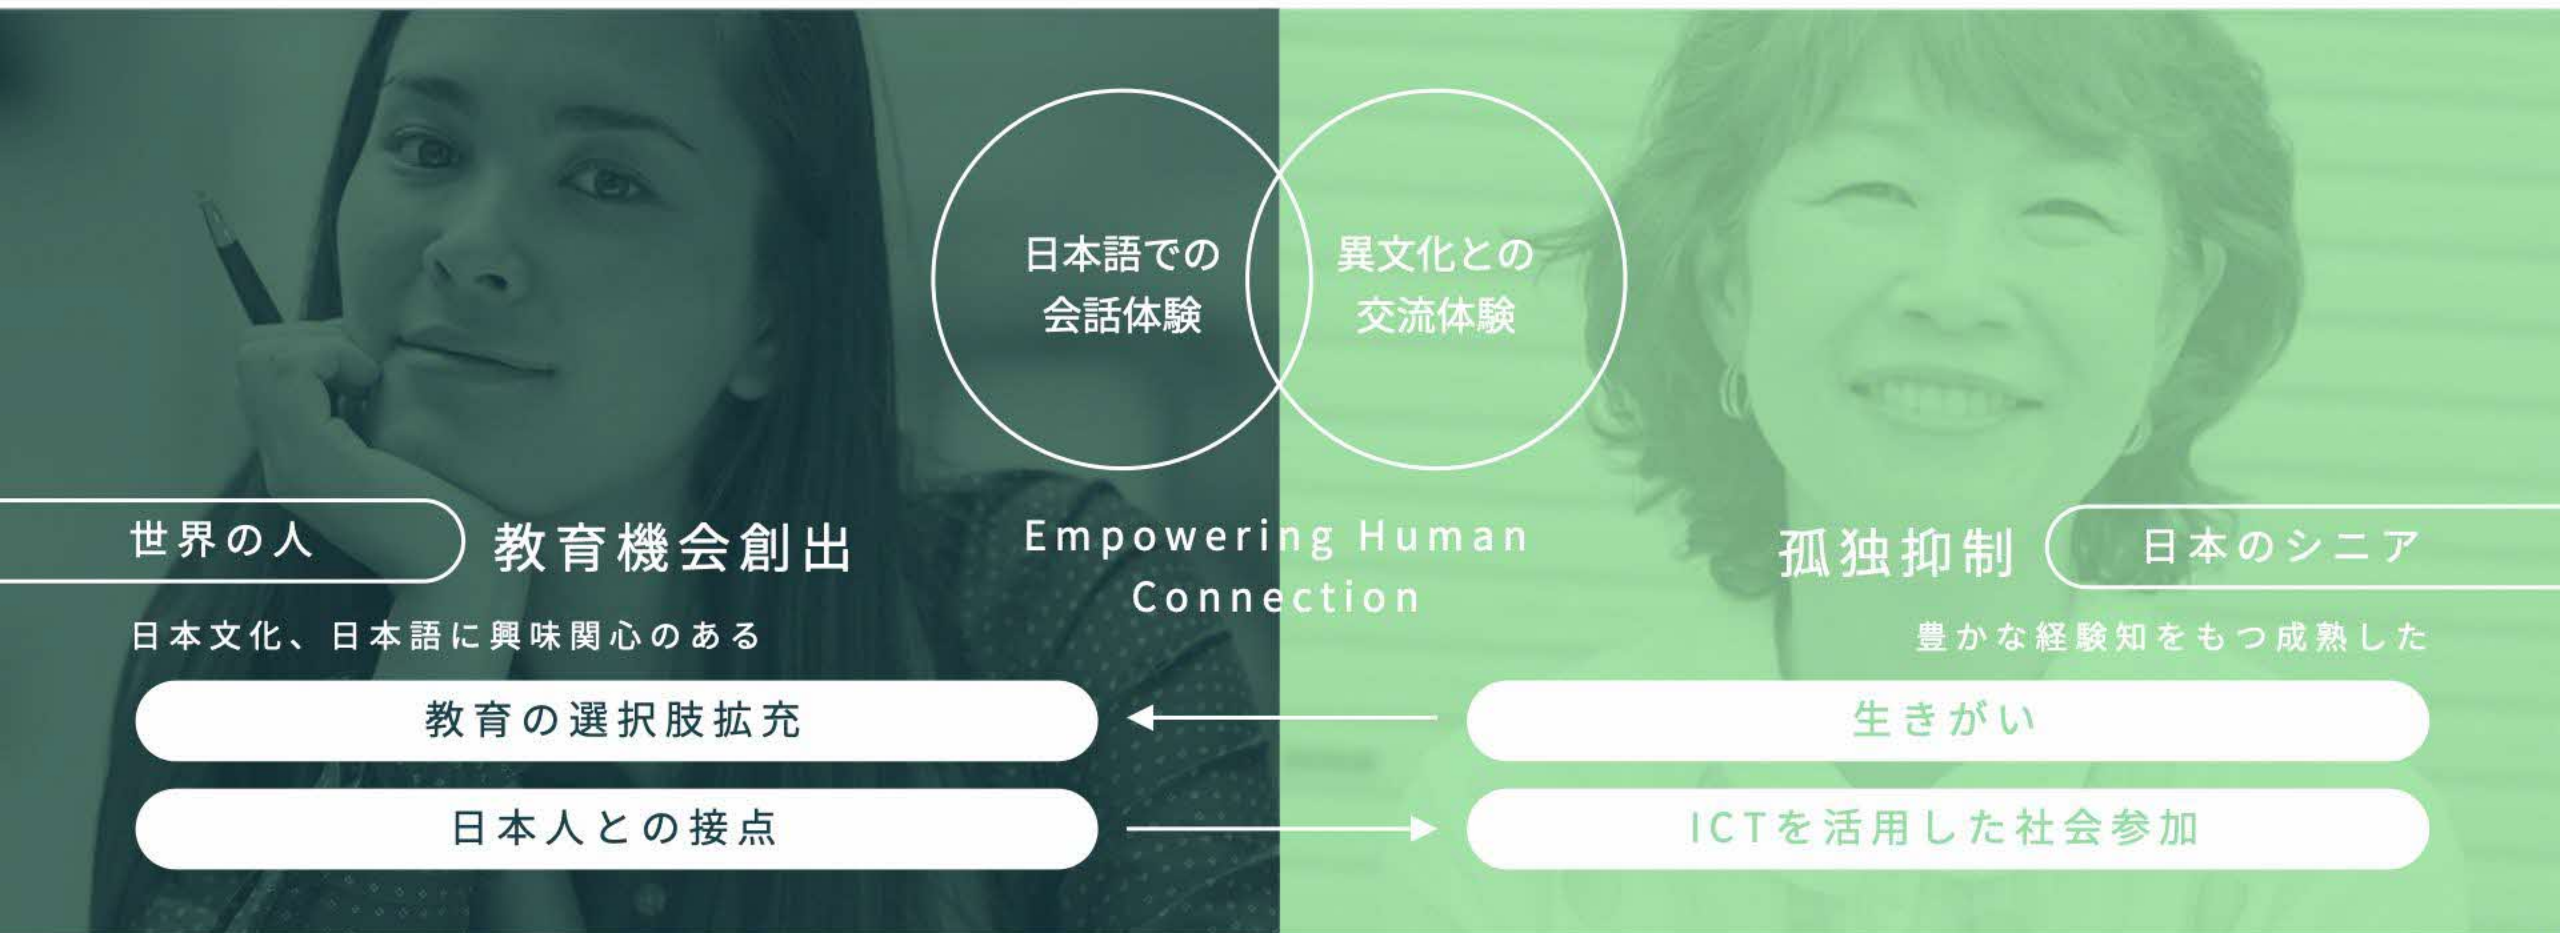 日本語での
会話体験
異文化との
交流体験
Empowering Human
Connection
世界の人
教育機会創出
日本文化、日本語に興味関心のある
教育の選択肢拡充
日本人との接点
孤独抑制
日本のシニア
豊かな経験知をもつ成熟した
生きがい
ICTを活用した社会参加